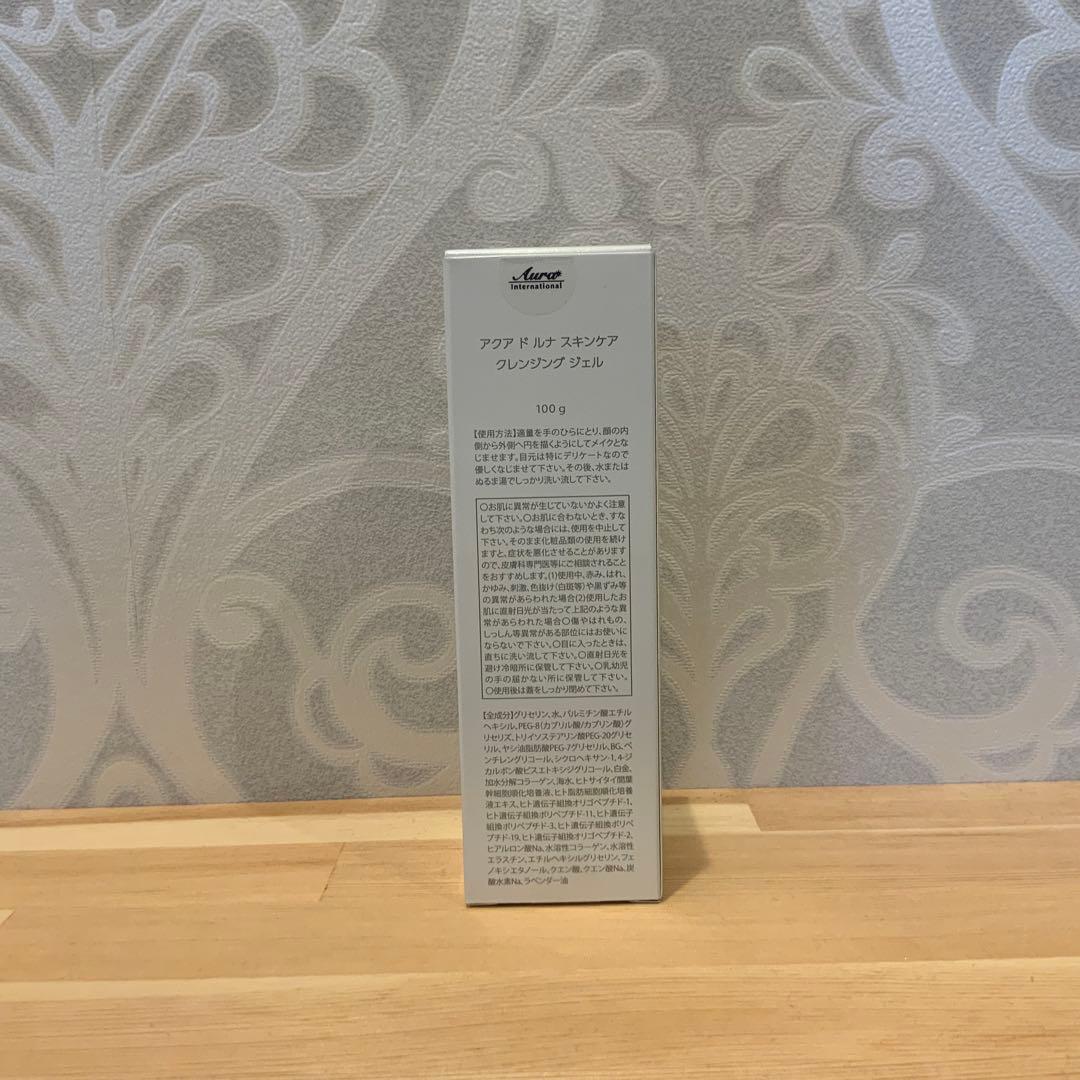 Aura
International
アクア ド ルナ スキンケア
クレンジング ジェル
100 g
【使用方法】適量を手のひらにとり、顔の内
側から外側へ円を描くようにしてメイクとな
じませます。目元は特にデリケートなので
優しくなじませて下さい。その後、水または
ぬるま湯でしっかり洗い流して下さい。
〇お肌に異常が生じていないかよく注意
して下さい。〇お肌に合わないとき、すな
わち次のような場合には、使用を中止して
下さい。そのまま化粧品類の使用を続け
ますと、症状を悪化させることがあります
ので、皮膚科専門医等にご相談されること
をおすすめします。(1)使用中、赤み、はれ、
かゆみ、刺激、色抜け(白斑等)や黒ずみ等
の異常があらわれた場合(2)使用したお
肌に直射日光が当たって上記のような異
常があらわれた場合〇傷やはれもの、
しっしん等異常がある部位にはお使いに
ならないで下さい。〇目に入ったときは、
直ちに洗い流して下さい。〇直射日光を
避け冷暗所に保管して下さい。〇乳幼児
の手の届かない所に保管して下さい。
〇使用後は蓋をしっかり閉めて下さい。
【全成分】グリセリン、水、パルミチン酸エチル
ヘキシル、PEG-8(カプリル酸/カプリン酸)グ
リセリズ、トリイソステアリン酸PEG-20グリセ
リル、ヤシ油脂肪酸PEG-7グリセリル、BG、ペ
ンチレングリコール、シクロヘキサン-1,4-ジ
カルボン酸ビスエトキシジグリコール、白金、
加水分解コラーゲン、海水、ヒトサイタイ間葉
幹細胞順化培養液、ヒト脂肪細胞順化培養
液エキス、ヒト遺伝子組換オリゴペプチド-1、
ヒト遺伝子組換ポリペプチド-11、ヒト遺伝子
組換ポリペプチド-3、ヒト遺伝子組換ポリペ
プチド-19、ヒト遺伝子組換オリゴペプチド-2、
ヒアルロン酸Na、水溶性コラーゲン、水溶性
エラスチン、エチルヘキシルグリセリン、フェ
ノキシエタノール、クエン酸、クエン酸Na、炭
酸水素Na、ラベンダー油